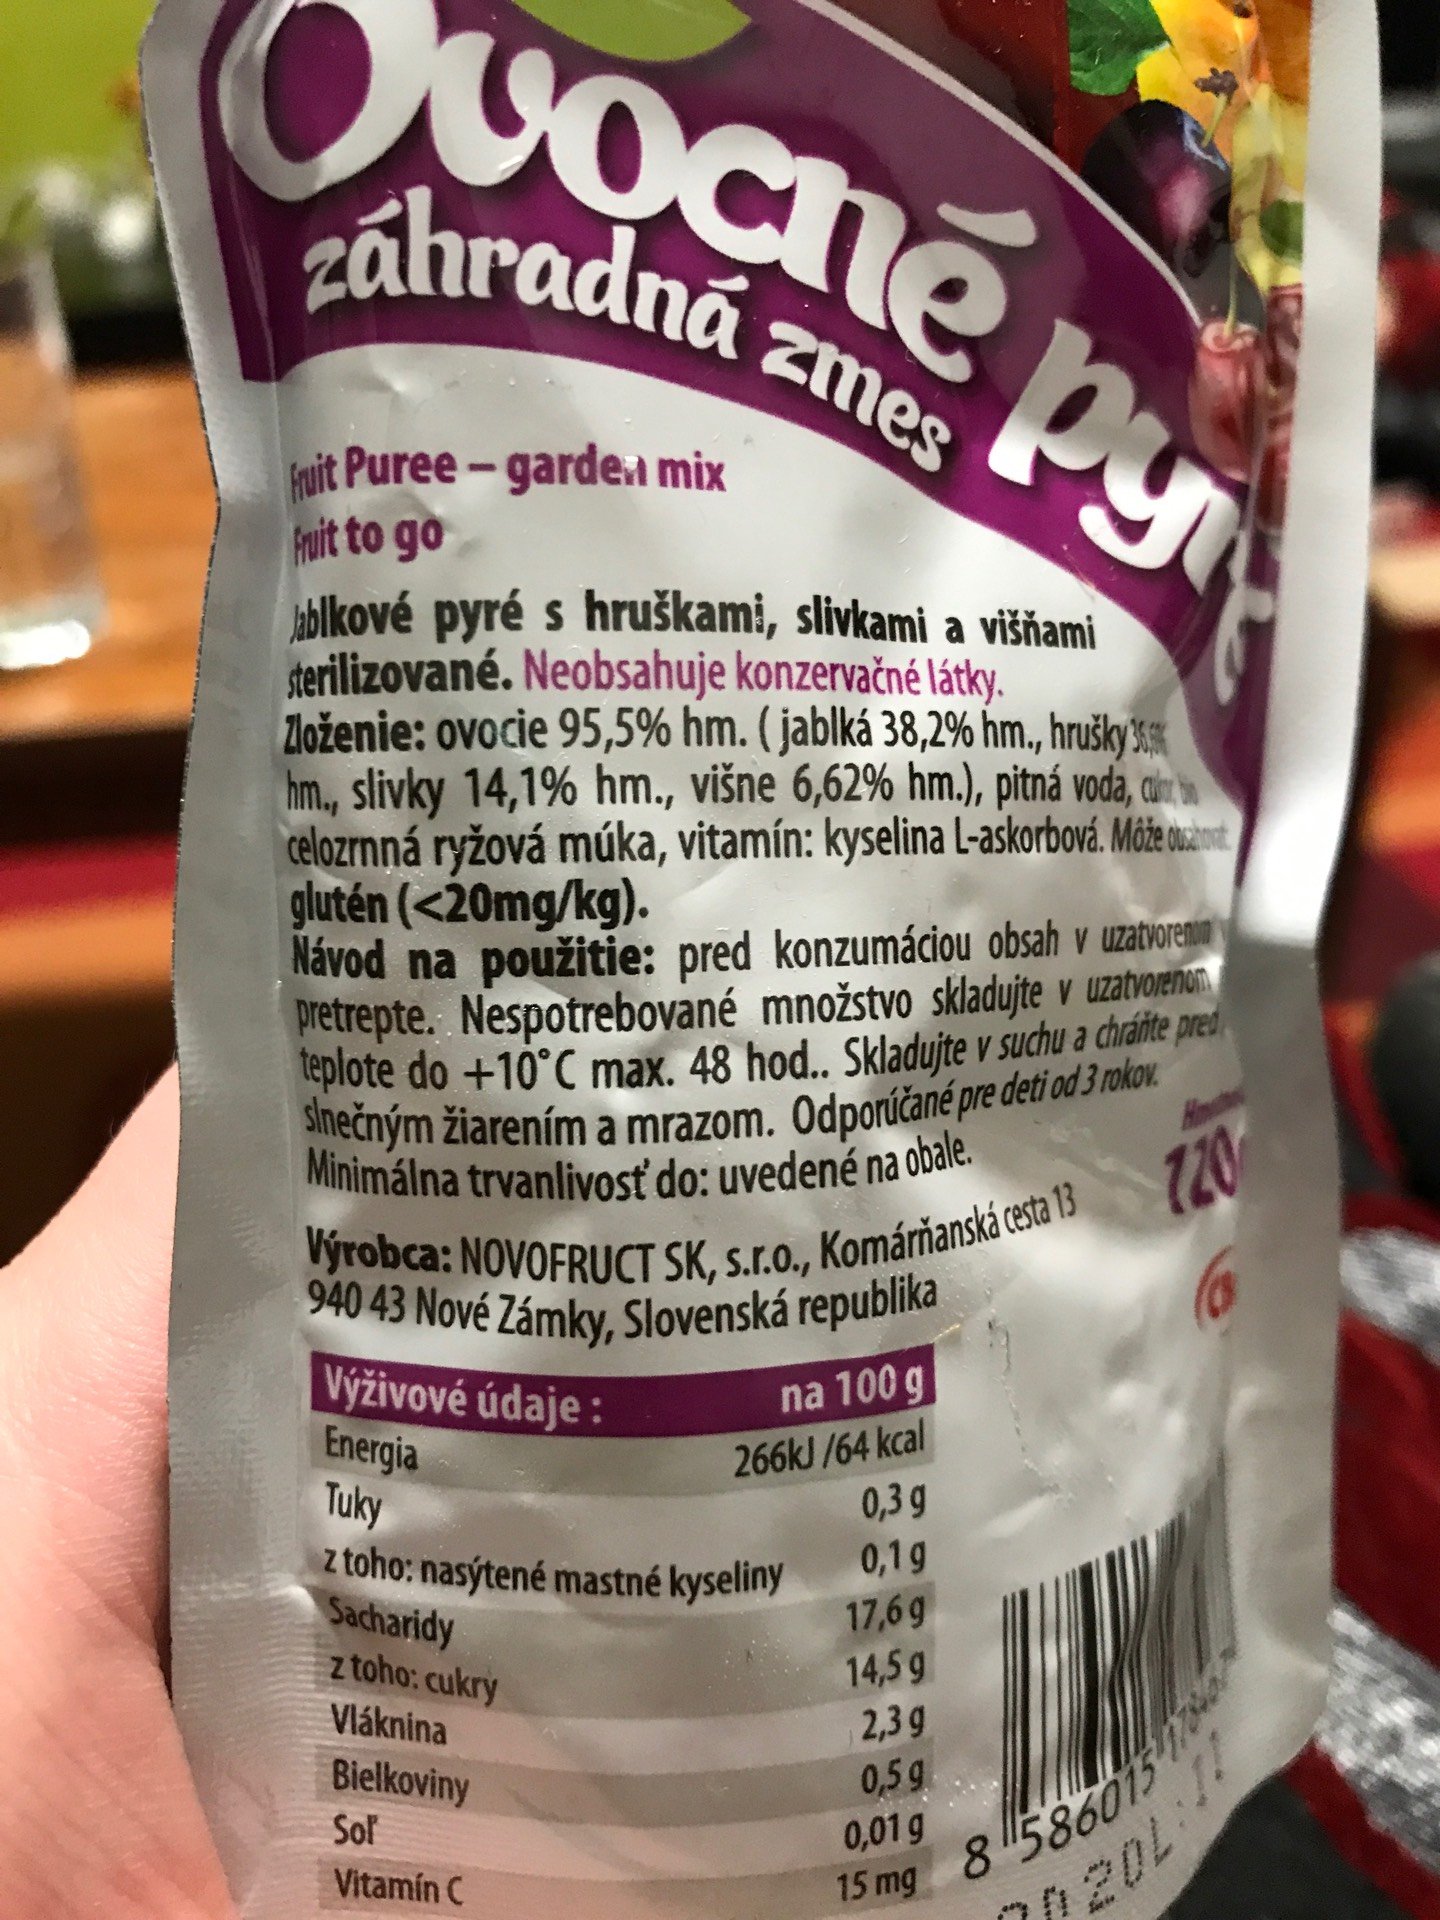 Ovocné
záhradná zmes
Fruit Puree – garden mix
Fruit to go
Jablkové pyré s hruškami, slivkami a višňami
sterilizované. Neobsahuje konzervačné látky.
Zloženie: ovocie 95,5% hm. ( jablká 38,2% hm., hrušky
hm., slivky 14,1% hm., višne 6,62% hm.), pitná voda, cukor, bio
celozrnná ryžová múka, vitamín: kyselina L-askorbová. Môže obsahovať
glutén (<20mg/kg).
Návod na použitie: pred konzumáciou obsah v uzatvorenom
pretrepte. Nespotrebované množstvo skladujte v uzatvorenom
teplote do +10°C max. 48 hod.. Skladujte v suchu a chráňte pred
slnečným žiarením a mrazom. Odporúčané pre deti od 3 rokov.
Minimálna trvanlivosť do: uvedené na obale.
120
Výrobca: NOVOFRUCT SK, s.r.o., Komárňanská cesta 13
940 43 Nové Zámky, Slovenská republika
Výživové údaje : na 100 g
Energia 266kJ /64 kcal
Tuky 0,3 g
z toho: nasýtené mastné kyseliny 0,1 g
Sacharidy 17,6 g
z toho: cukry 14,5 g
Vláknina 2,3 g
Bielkoviny 0,5 g
Soľ 0,01 g
Vitamín C 15 mg
8 586015